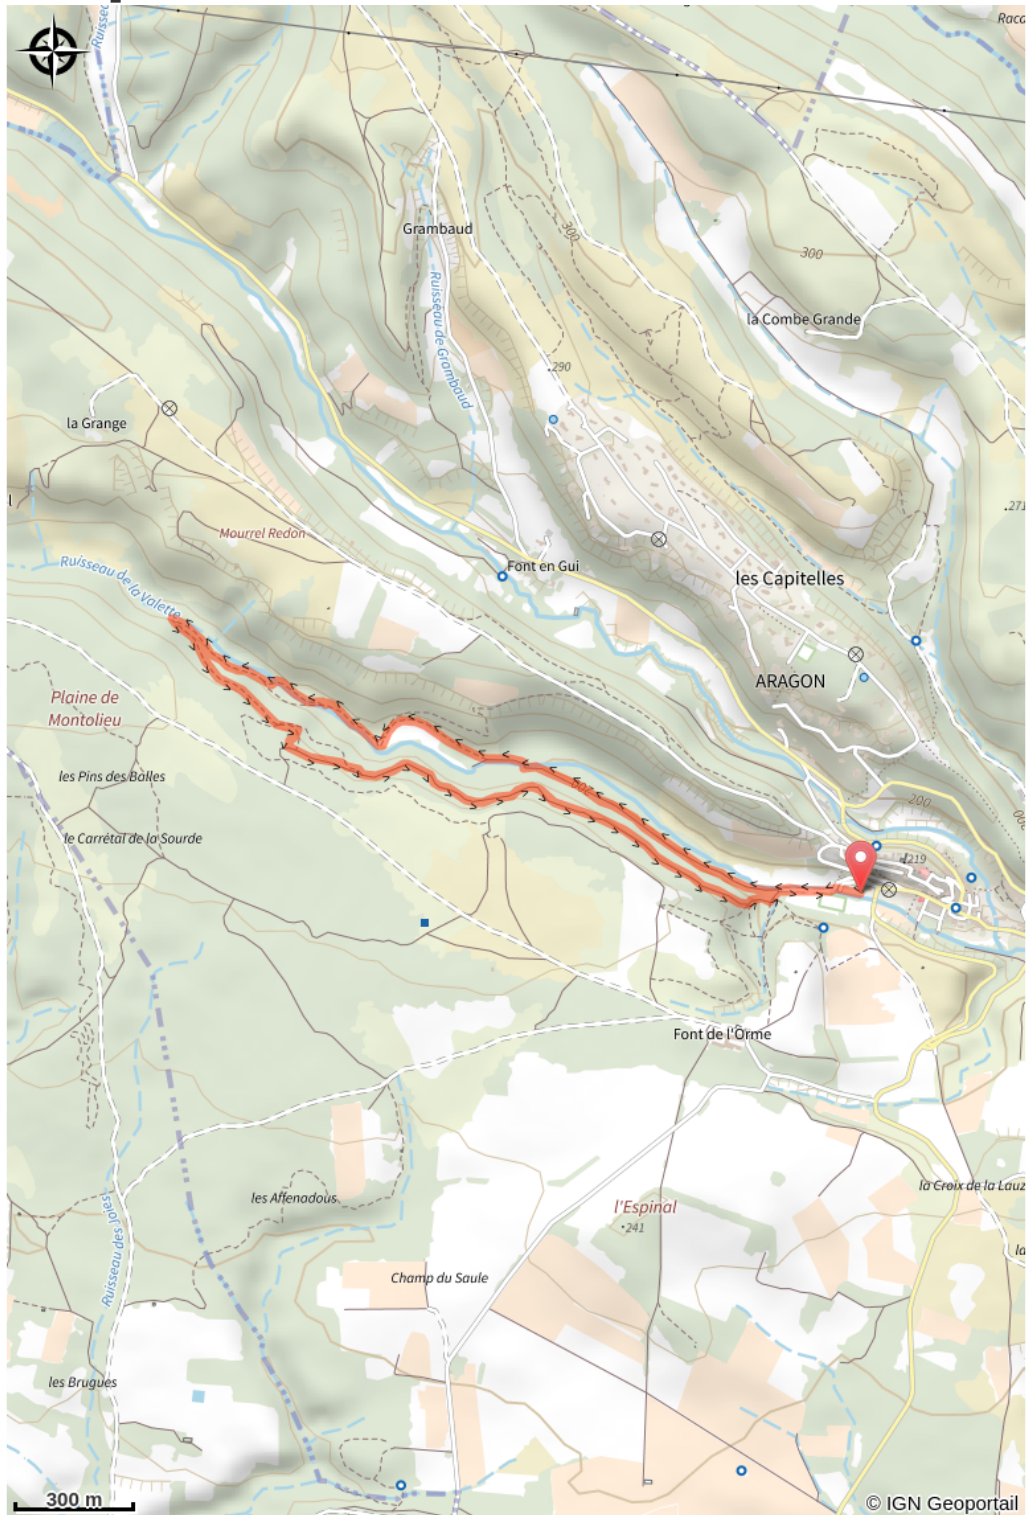 Ruisseau
Grambaud
300
300
Ruisseau de Grambaud
la Combe Grande
290
la Grange
271
Mourrel Redon
Ruisseau de la Valette
Font en Gui
les Capitelles
ARAGON
Plaine de
Montolieu
les Pins des Balles
200
200
le Carrétal de la Sourde
219
Font de l'Orme
les Affenadous
la Croix de la Lauz
l'Espinal
241
Ruisseau des Joies
Champ du Saule
les Brugues
300 m
© IGN Geoportail